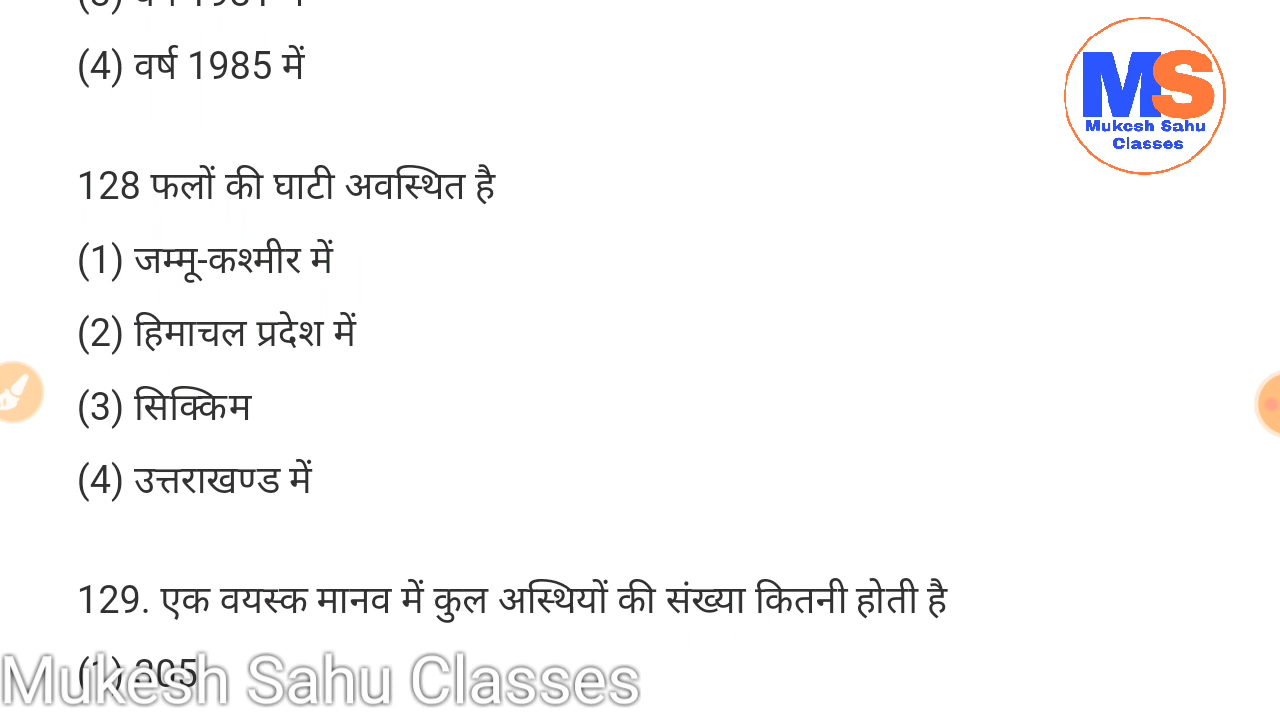 (4) वर्ष 1985 में
MS
Mukesh Sahu
Classes
128 फलों की घाटी अवस्थित है
(1) जम्मू-कश्मीर में
(2) हिमाचल प्रदेश में
(3) सिक्किम
(4) उत्तराखण्ड में
129. एक वयस्क मानव में कुल अस्थियों की संख्या कितनी होती है
Mukesh Sahu Classes